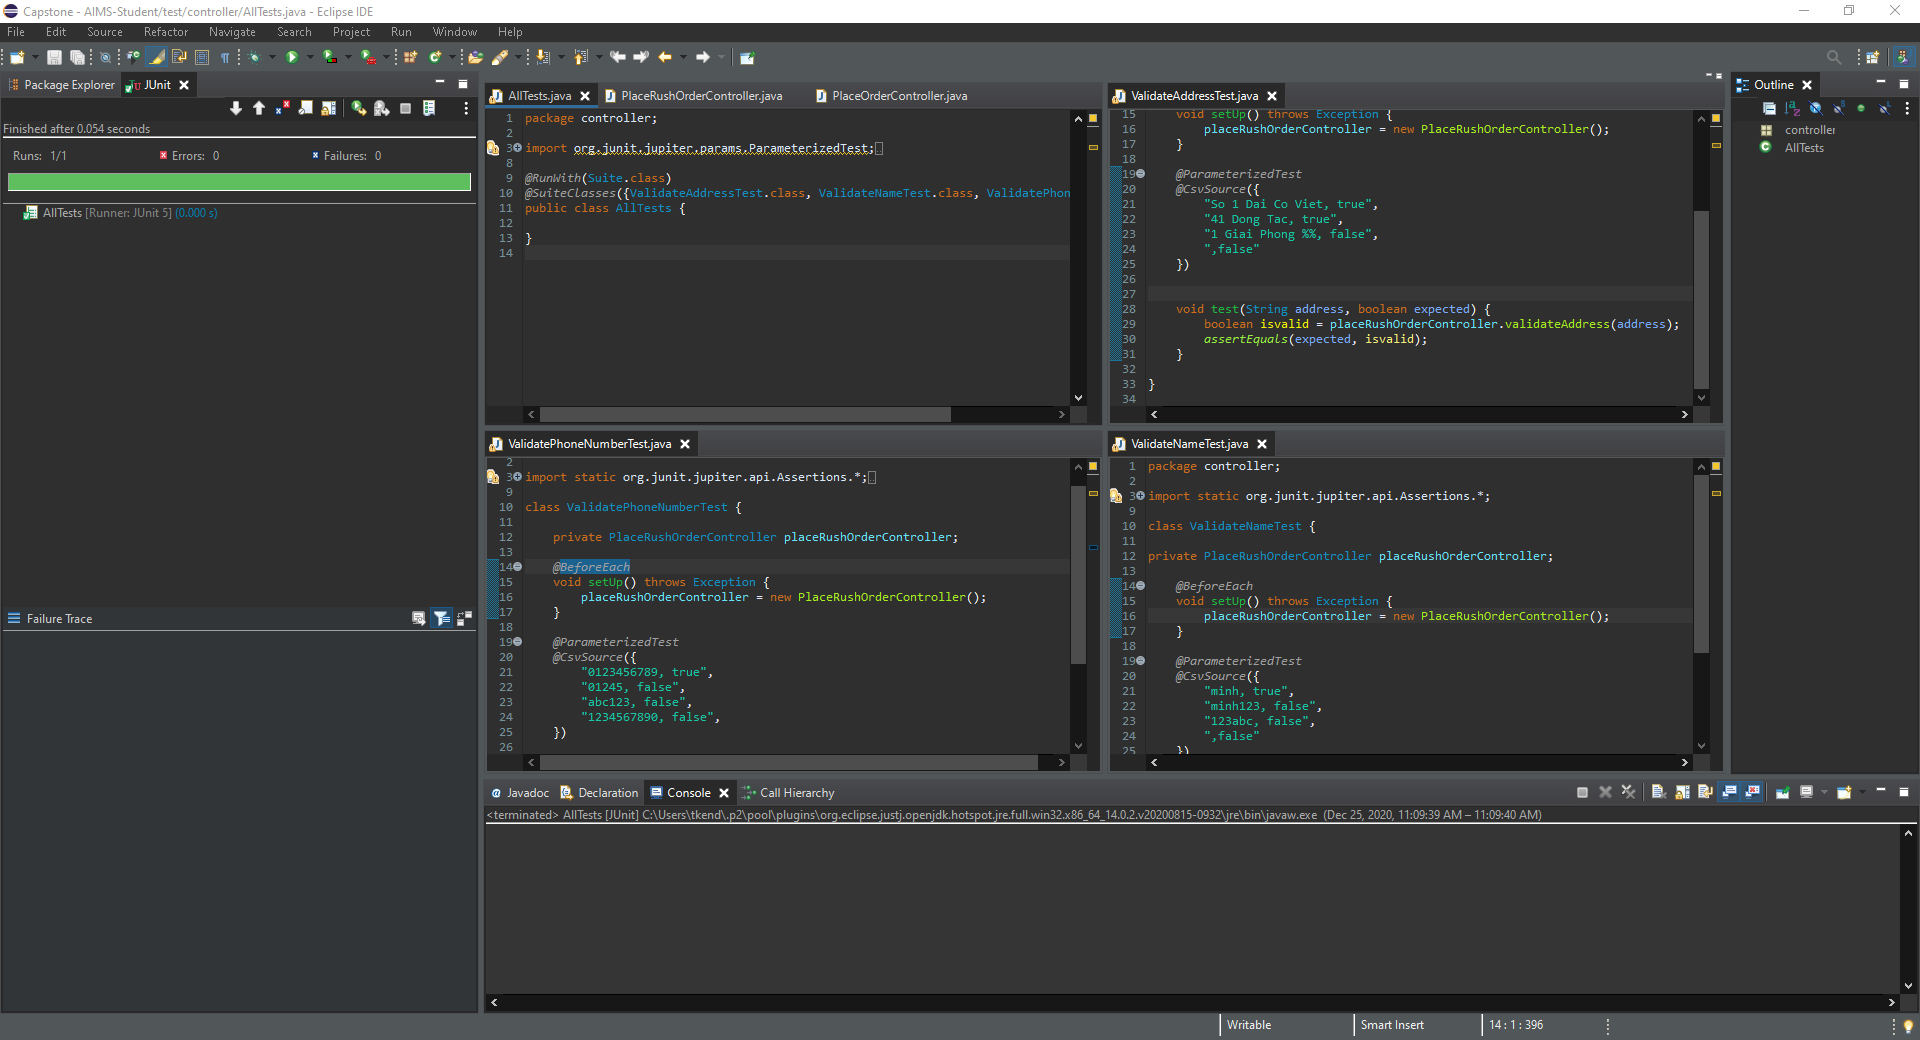 Capstone - AIMS-Student/test/controller/AllTests.java - Eclipse IDE
File Edit Source Refactor Navigate Search Project Run Window Help
Package Explorer JUnit
Finished after 0.054 seconds
Runs: 1/1 Errors: 0 Failures: 0
AllTests [Runner: JUnit 5] (0.000 s)
Failure Trace
AllTests.java PlaceRushOrderController.java PlaceOrderController.java
1 package controller;
2
3 import org.junit.jupiter.params.ParameterizedTest;
8
9 @RunWith(Suite.class)
10 @SuiteClasses({ValidateAddressTest.class, ValidateNameTest.class, ValidatePhon
11 public class AllTests {
12
13 }
14
ValidateAddressTest.java
15 void setUp() throws Exception {
16 placeRushOrderController = new PlaceRushOrderController();
17 }
18
19 @ParameterizedTest
20 @CsvSource({
21 "So 1 Dai Co Viet, true",
22 "41 Dong Tac, true",
23 "1 Giai Phong %%, false",
24 ",false"
25 })
26
27
28 void test(String address, boolean expected) {
29 boolean isvalid = placeRushOrderController.validateAddress(address);
30 assertEquals(expected, isvalid);
31 }
32
33 }
34
ValidatePhoneNumberTest.java
2
3 import static org.junit.jupiter.api.Assertions.*;
9
10 class ValidatePhoneNumberTest {
11
12 private PlaceRushOrderController placeRushOrderController;
13
14 @BeforeEach
15 void setUp() throws Exception {
16 placeRushOrderController = new PlaceRushOrderController();
17 }
18
19 @ParameterizedTest
20 @CsvSource({
21 "0123456789, true",
22 "01245, false",
23 "abc123, false",
24 "1234567890, false",
25 })
26
ValidateNameTest.java
1 package controller;
2
3 import static org.junit.jupiter.api.Assertions.*;
9
10 class ValidateNameTest {
11
12 private PlaceRushOrderController placeRushOrderController;
13
14 @BeforeEach
15 void setUp() throws Exception {
16 placeRushOrderController = new PlaceRushOrderController();
17 }
18
19 @ParameterizedTest
20 @CsvSource({
21 "minh, true",
22 "minh123, false",
23 "123abc, false",
24 ",false"
25 })
Outline
controller
AllTests
Javadoc Declaration Console Call Hierarchy
<terminated> AllTests [JUnit] C:\Users\tkend\.p2\pool\plugins\org.eclipse.justj.openjdk.hotspot.jre.full.win32.x86_64_14.0.2.v20200815-0932\jre\bin\javaw.exe (Dec 25, 2020, 11:09:39 AM – 11:09:40 AM)
Writable Smart Insert 14 : 1 : 396